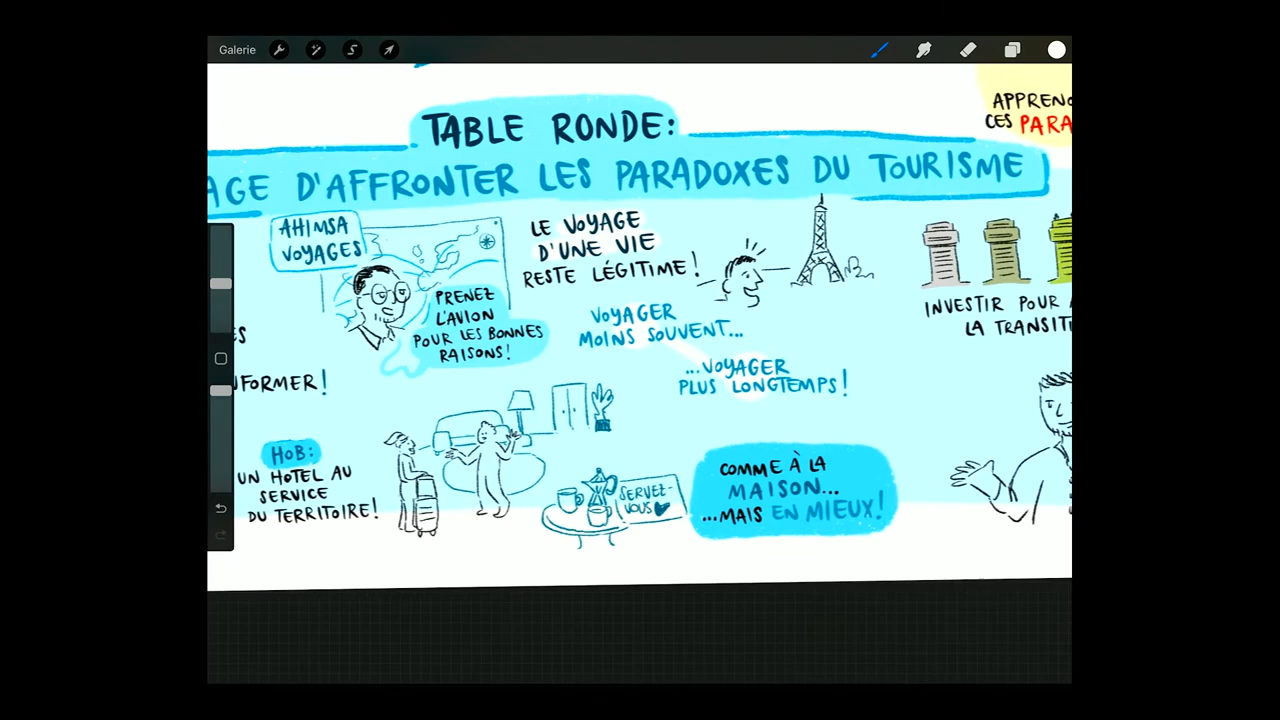 Galerie
TABLE RONDE:
AGE D'AFFRONTER LES PARADOXES DU TOURISME
APPREN
CES PARA
AHIMSA
VOYAGES
PRENEZ
L'AVION
POUR LES BONNES
RAISONS!
LE VOYAGE
D'UNE VIE
RESTE LÉGITIME!
VOYAGER
MOINS SOUVENT...
...VOYAGER
PLUS LONGTEMPS!
INVESTIR POUR
LA TRANSIT
ES
FORMER!
HOB:
UN HOTEL AU
SERVICE
DU TERRITOIRE!
SERVEZ-
VOUS
COMME À LA
MAISON...
...MAIS EN MIEUX!